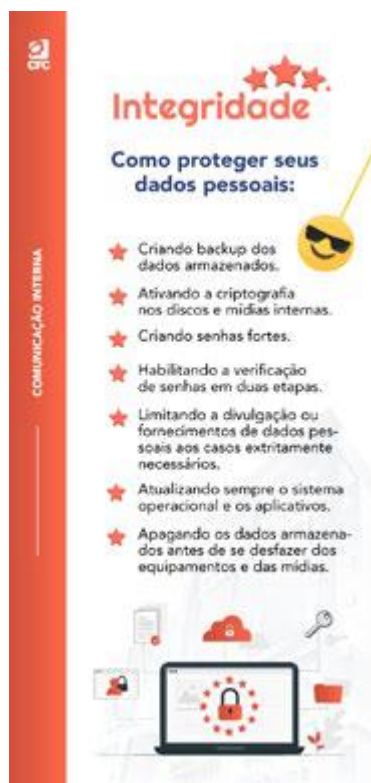 Integridade
Como proteger seus
dados pessoais:
Criando backup dos
dados armazenados.
Ativando a criptografia
nos discos e mídias internas.
Criando senhas fortes.
Habilitando a verificação
de senhas em duas etapas.
Limitando a divulgação ou
fornecimentos de dados pes-
soais aos casos extritamente
necessários.
Atualizando sempre o sistema
operacional e os aplicativos.
Apagando os dados armazena-
dos antes de se desfazer dos
equipamentos e das mídias.
COMUNICAÇÃO INTERNA